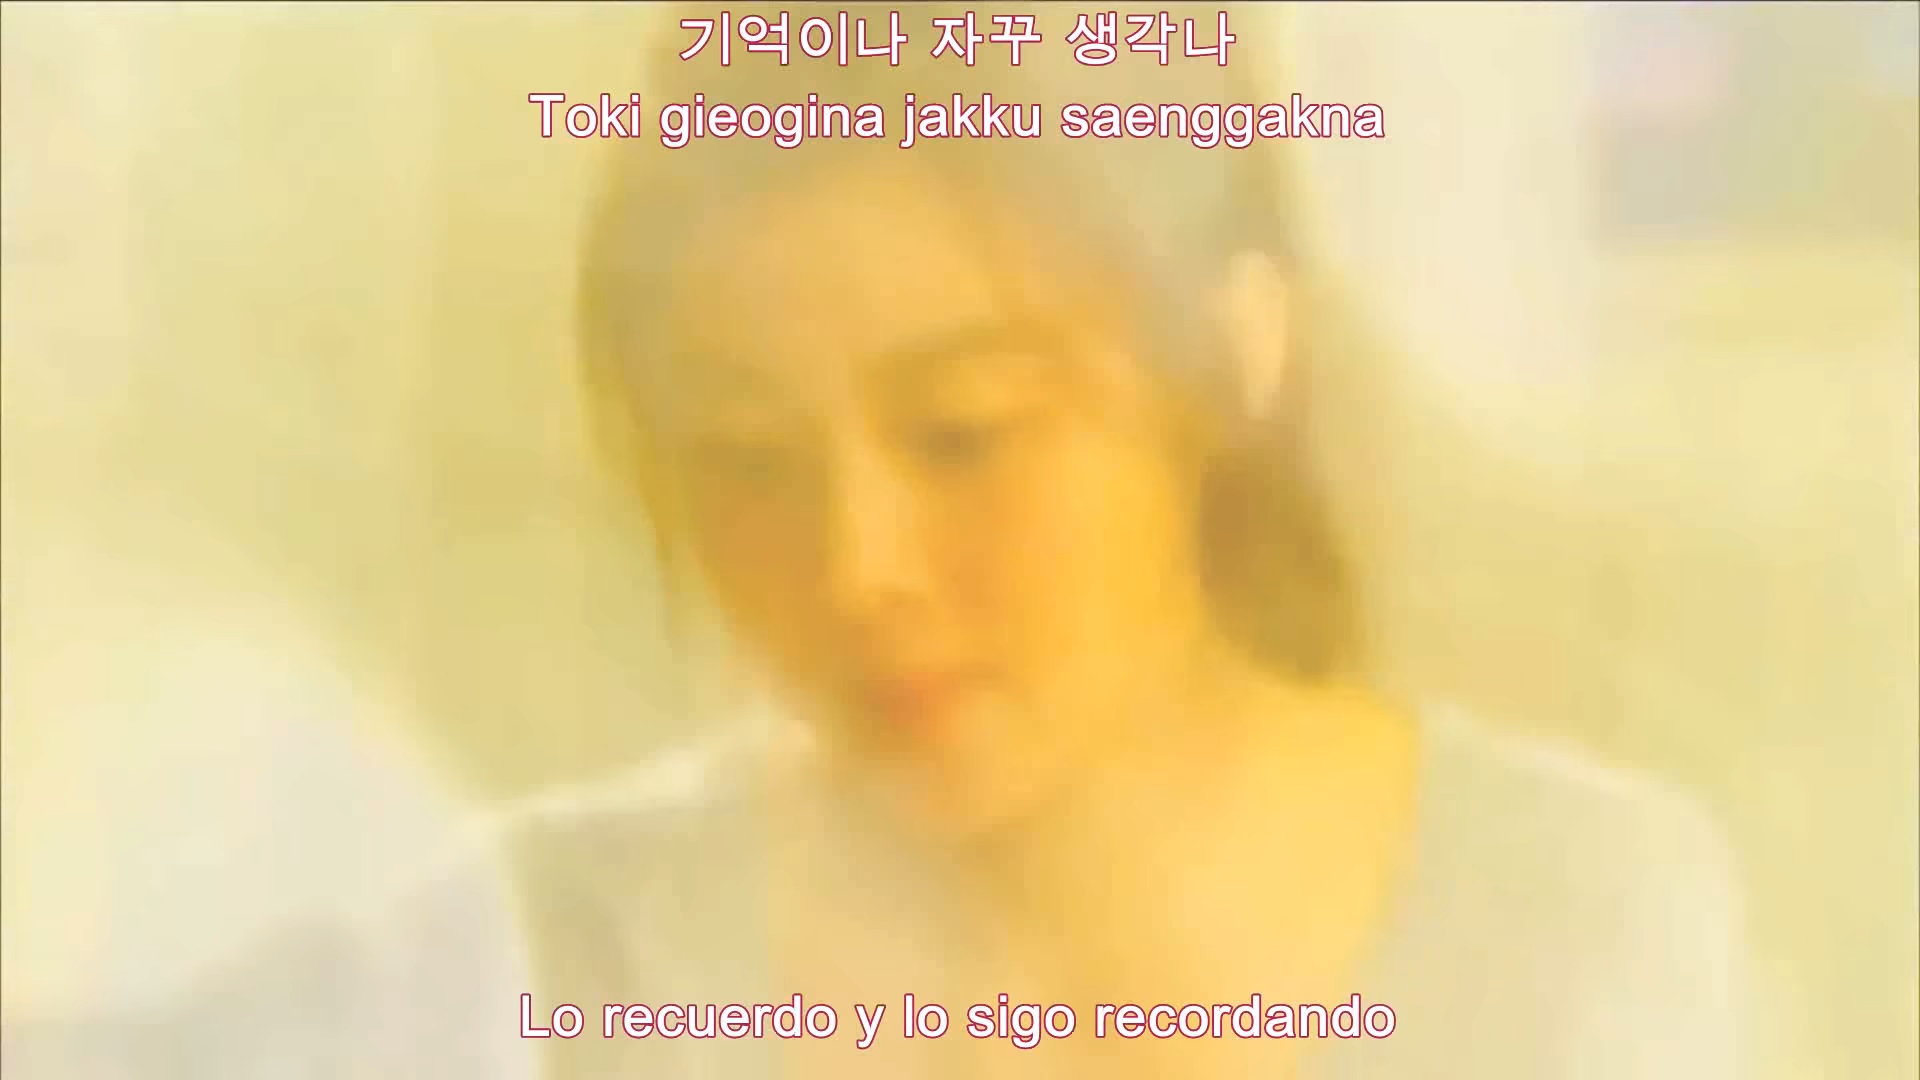 기억이나 자꾸 생각나
Toki gieogina jakku saenggakna
Lo recuerdo y lo sigo recordando